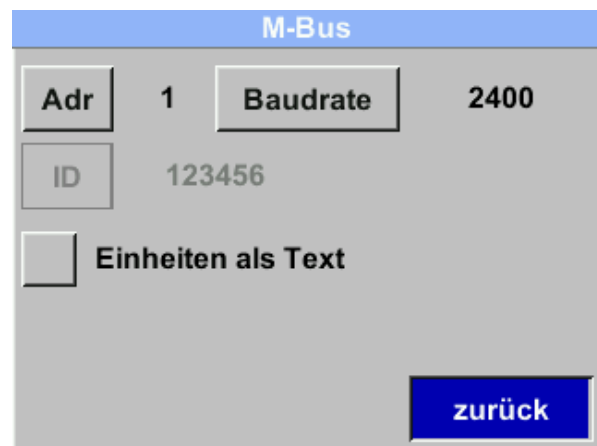 M-Bus
Adr 1 Baudrate 2400
ID 123456
Einheiten als Text
zurück